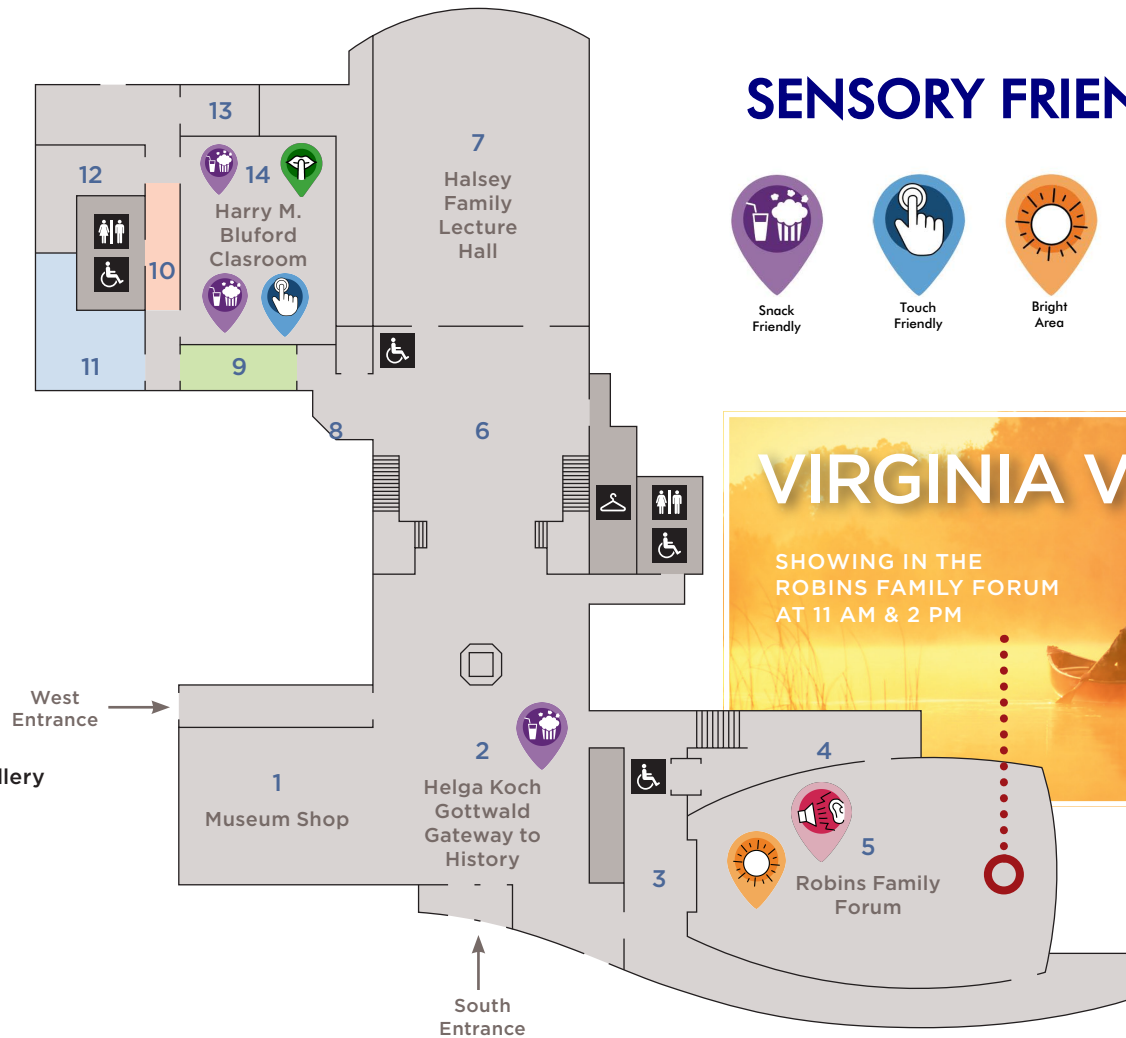 SENSORY FRIEN
Snack
Friendly
Touch
Friendly
Bright
Area
13
12
14
Harry M.
Bluford
Clasroom
10
11
9
7
Halsey
Family
Lecture
Hall
8
6
VIRGINIA V
SHOWING IN THE
ROBINS FAMILY FORUM
AT 11 AM & 2 PM
West
Entrance
llery
1
Museum Shop
2
Helga Koch
Gottwald
Gateway to
History
3
4
5
Robins Family
Forum
South
Entrance